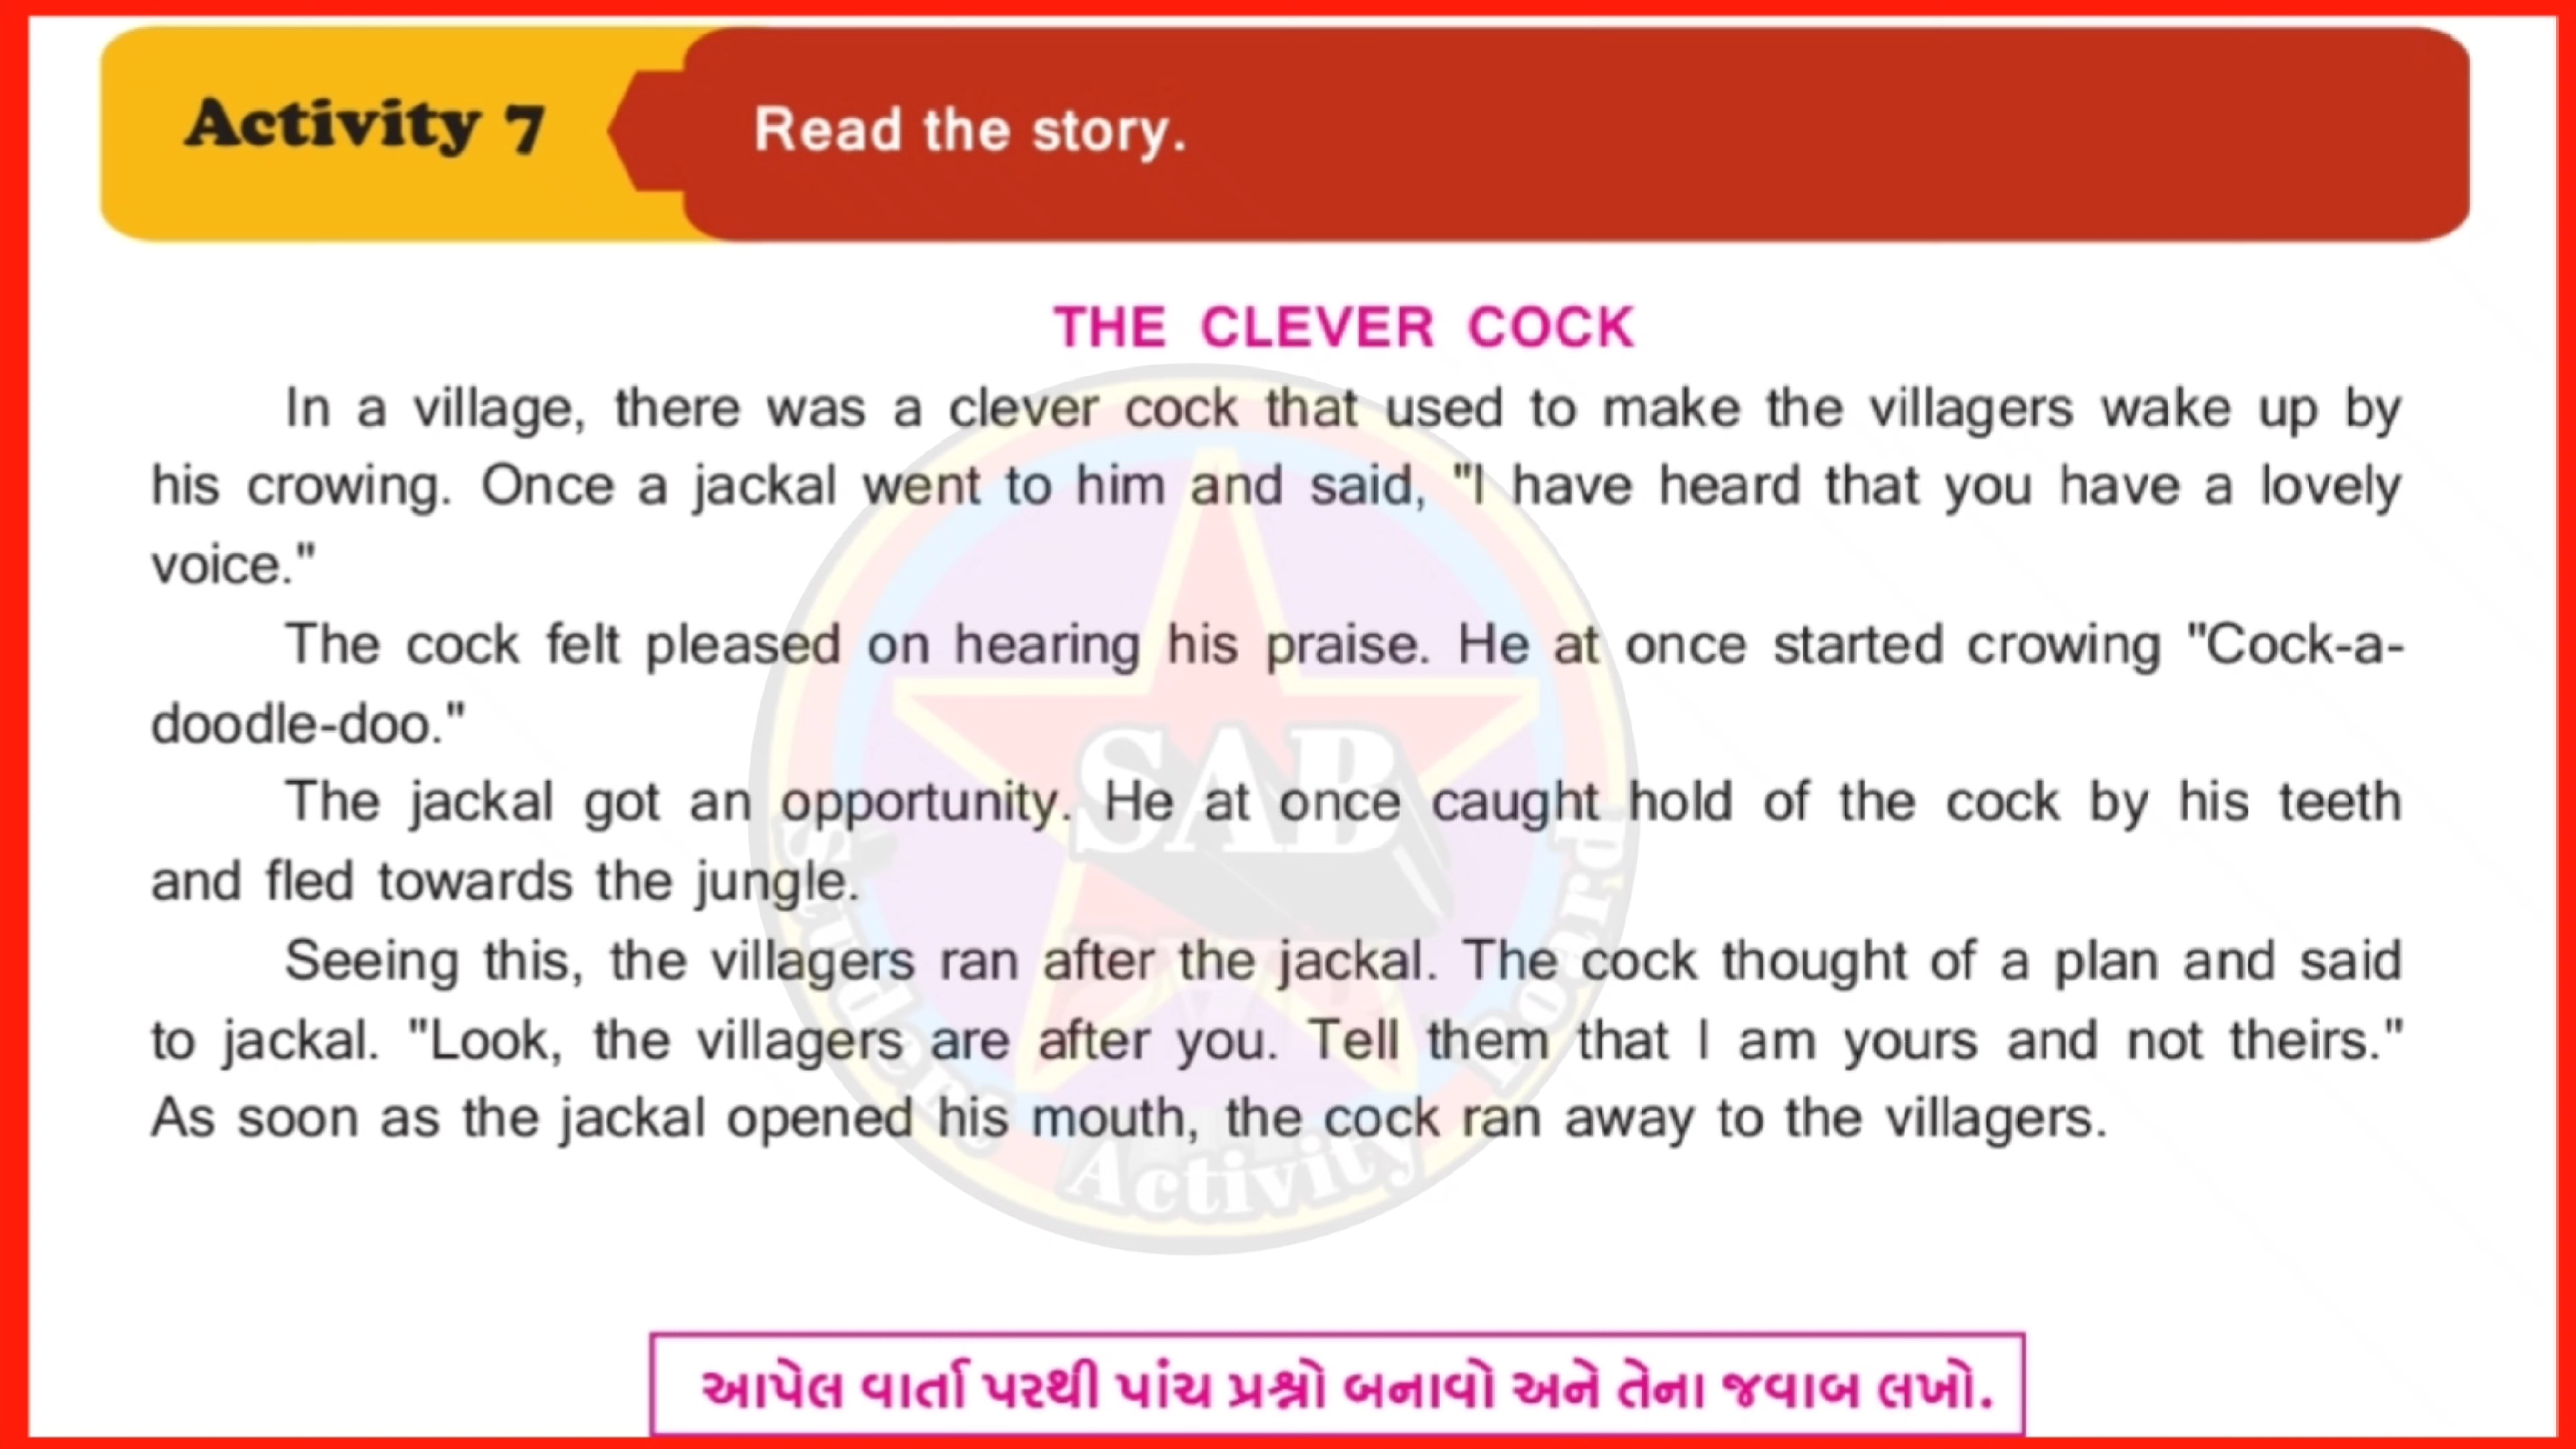 Activity 7
Read the story.
THE CLEVER COCK
In a village, there was a clever cock that used to make the villagers wake up by
his crowing. Once a jackal went to him and said, "I have heard that you have a lovely
voice."
The cock felt pleased on hearing his praise. He at once started crowing "Cock-a-
doodle-doo."
The jackal got an opportunity. He at once caught hold of the cock by his teeth
and fled towards the jungle.
Seeing this, the villagers ran after the jackal. The cock thought of a plan and said
to jackal. "Look, the villagers are after you. Tell them that I am yours and not theirs."
As soon as the jackal opened his mouth, the cock ran away to the villagers.
SAB
Student Activity Board
આપેલ વાર્તા પરથી પાંચ પ્રશ્નો બનાવો અને તેના જવાબ લખો.